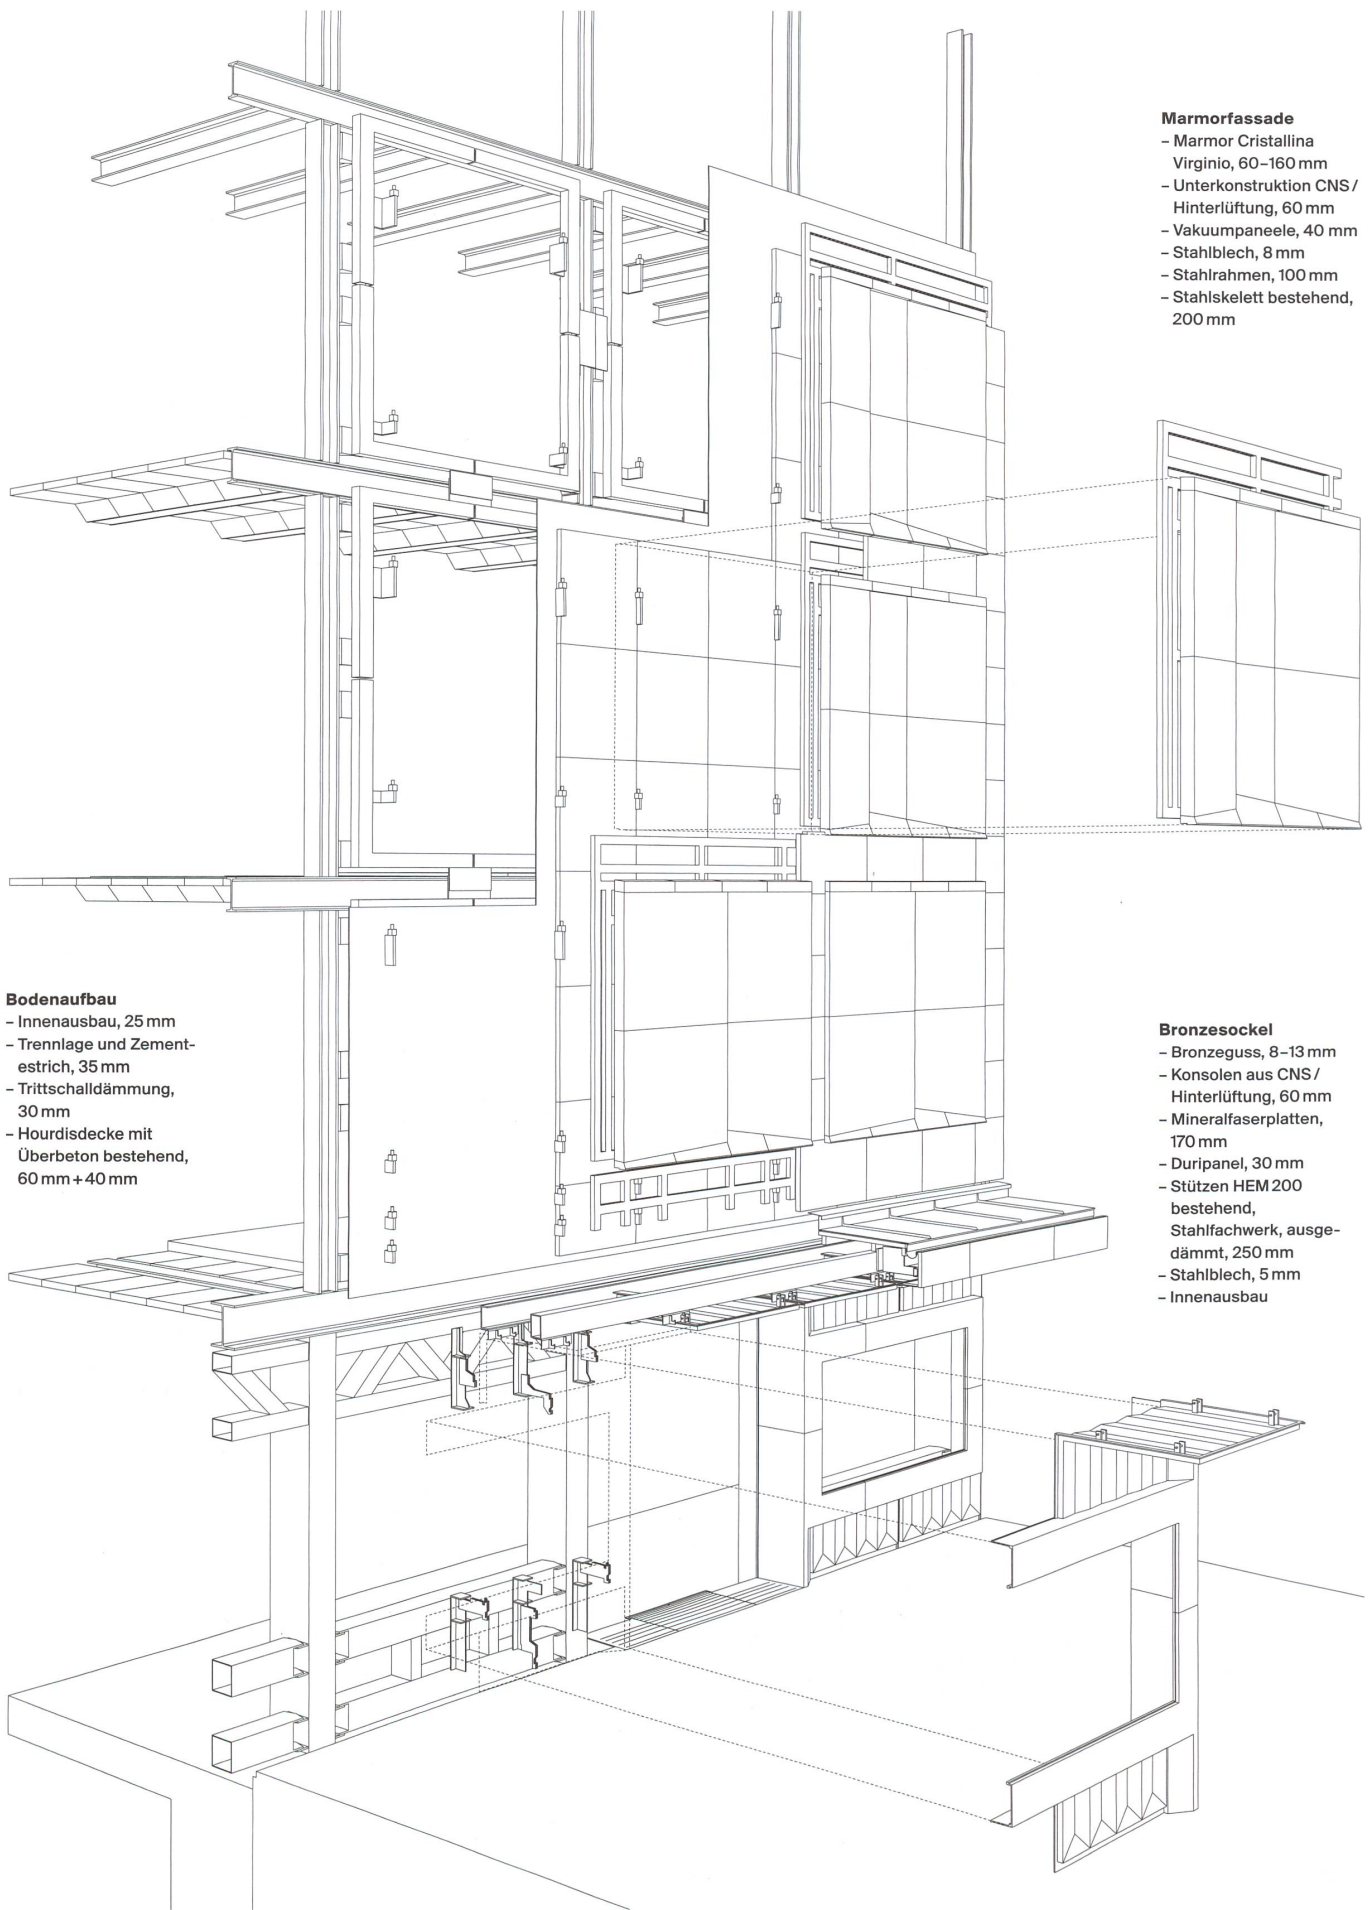 Marmorfassade
– Marmor Cristallina
Virginio, 60–160 mm
– Unterkonstruktion CNS /
Hinterlüftung, 60 mm
– Vakuumpaneele, 40 mm
– Stahlblech, 8 mm
– Stahlrahmen, 100 mm
– Stahlskelett bestehend,
200 mm
Bodenaufbau
– Innenausbau, 25 mm
– Trennlage und Zement-
estrich, 35 mm
– Trittschalldämmung,
30 mm
– Hourdisdecke mit
Überbeton bestehend,
60 mm + 40 mm
Bronzesockel
– Bronzeguss, 8–13 mm
– Konsolen aus CNS /
Hinterlüftung, 60 mm
– Mineralfaserplatten,
170 mm
– Duripanel, 30 mm
– Stützen HEM 200
bestehend,
Stahlfachwerk, ausge-
dämmt, 250 mm
– Stahlblech, 5 mm
– Innenausbau